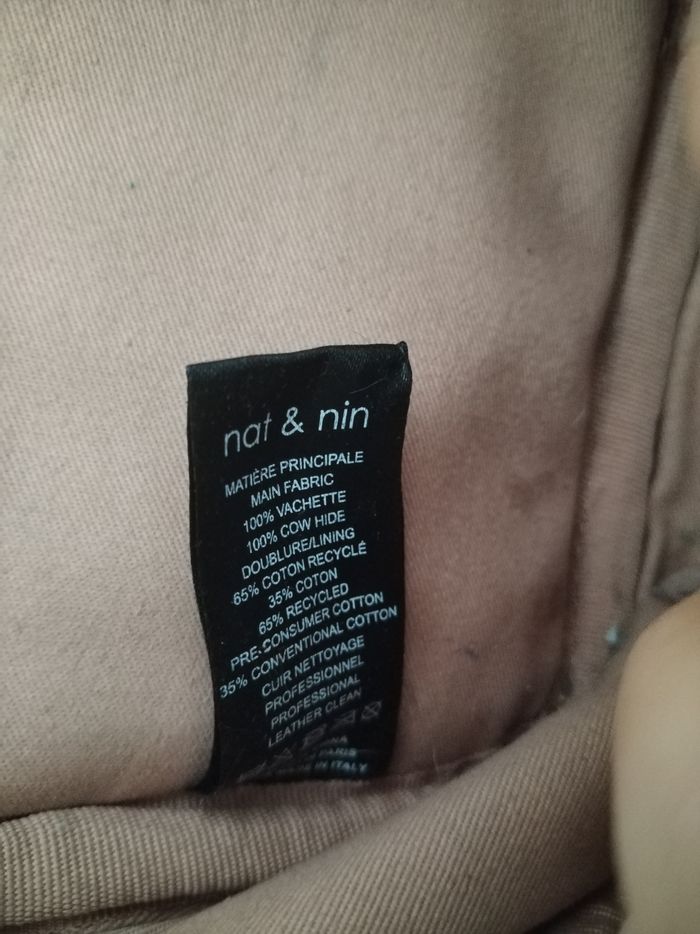 nat & nin
MATIÈRE PRINCIPALE
MAIN FABRIC
100% VACHETTE
100% COW HIDE
DOUBLURE/LINING
65% COTON RECYCLÉ
35% COTON
65% RECYCLED
PRE-CONSUMER COTTON
35% CONVENTIONAL COTTON
CUIR NETTOYAGE
PROFESSIONNEL
PROFESSIONAL
LEATHER CLEAN
PARIS
IN ITALY